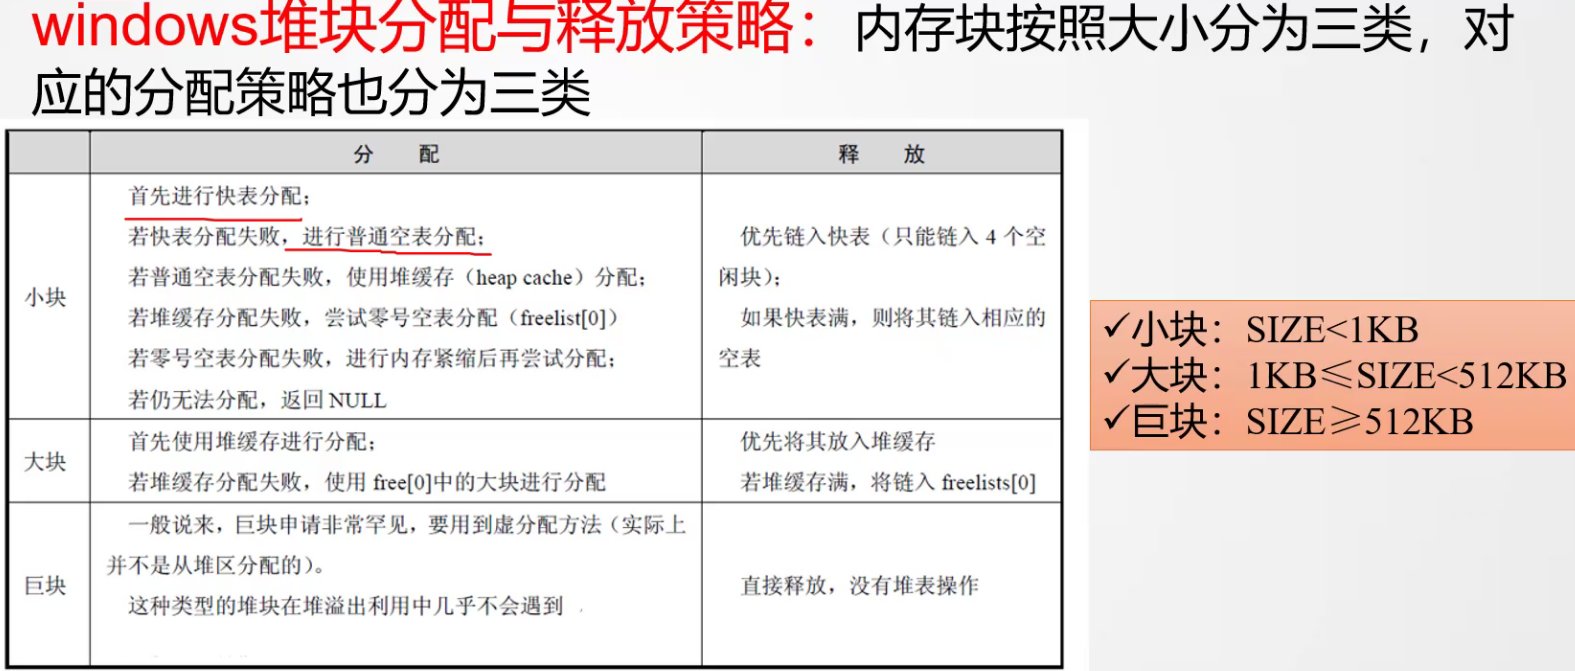 windows堆块分配与释放策略：内存块按照大小分为三类，对
应的分配策略也分为三类
分 配
释 放
小块
首先进行快表分配；
若快表分配失败，进行普通空表分配；
若普通空表分配失败，使用堆缓存（heap cache）分配；
若堆缓存分配失败，尝试零号空表分配（freelist[0]）
若零号空表分配失败，进行内存紧缩后再尝试分配；
若仍无法分配，返回 NULL
优先链入快表（只能链入 4 个空
闲块）；
如果快表满，则将其链入相应的
空表
大块
首先使用堆缓存进行分配；
若堆缓存分配失败，使用 free[0]中的大块进行分配
优先将其放入堆缓存
若堆缓存满，将链入 freelists[0]
巨块
一般说来，巨块申请非常罕见，要用到虚分配方法（实际上
并不是从堆区分配的）。
这种类型的堆块在堆溢出利用中几乎不会遇到
直接释放，没有堆表操作
✓小块：SIZE<1KB
✓大块：1KB≤SIZE<512KB
✓巨块：SIZE≥512KB